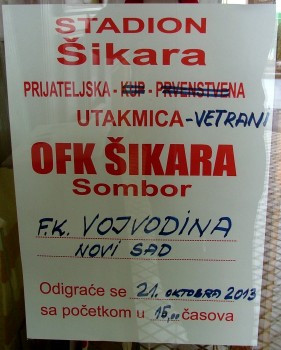 STADION
Šikara
PRIJATELJSKA - KUP - PRVENSTVENA
UTAKMICA - VETRANI
OFK ŠIKARA
Sombor
F.K. VOJVODINA
NOVI SAD
Odigraće se 21. OKTOBRA 2013
sa početkom u 15,00 časova